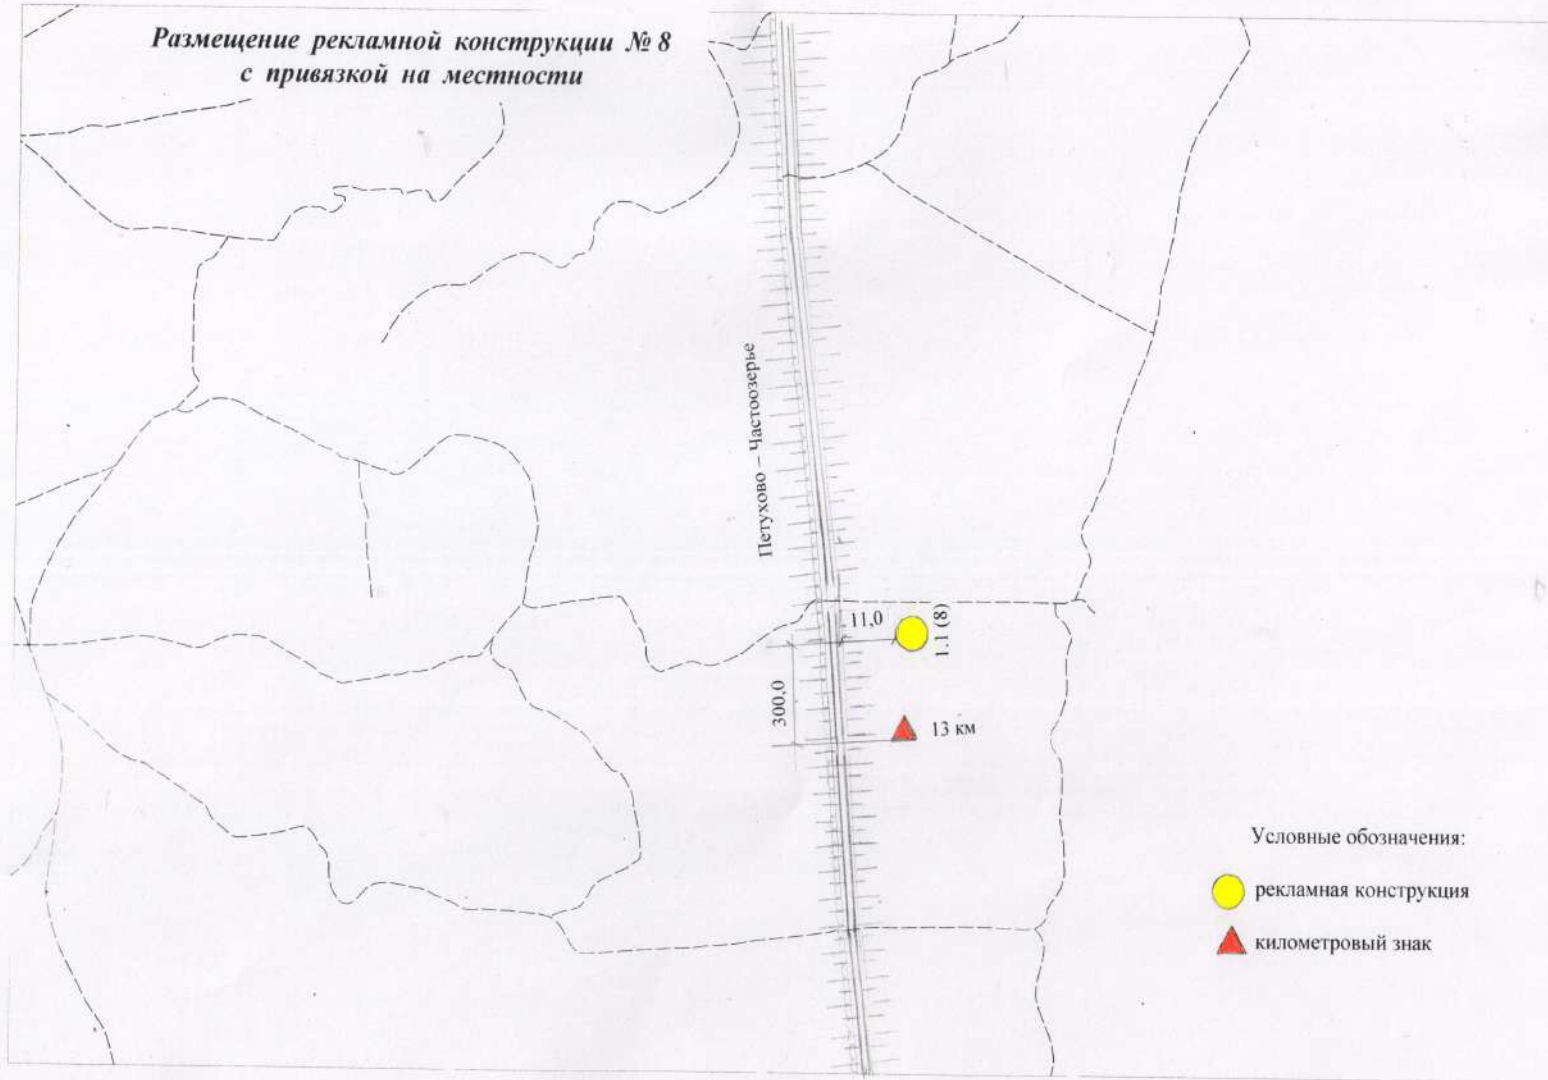 Размещение рекламной конструкции № 8
с привязкой на местности
Петухово – Частоозерье
11,0
1.1 (8)
300,0
13 км
Условные обозначения:
рекламная конструкция
километровый знак